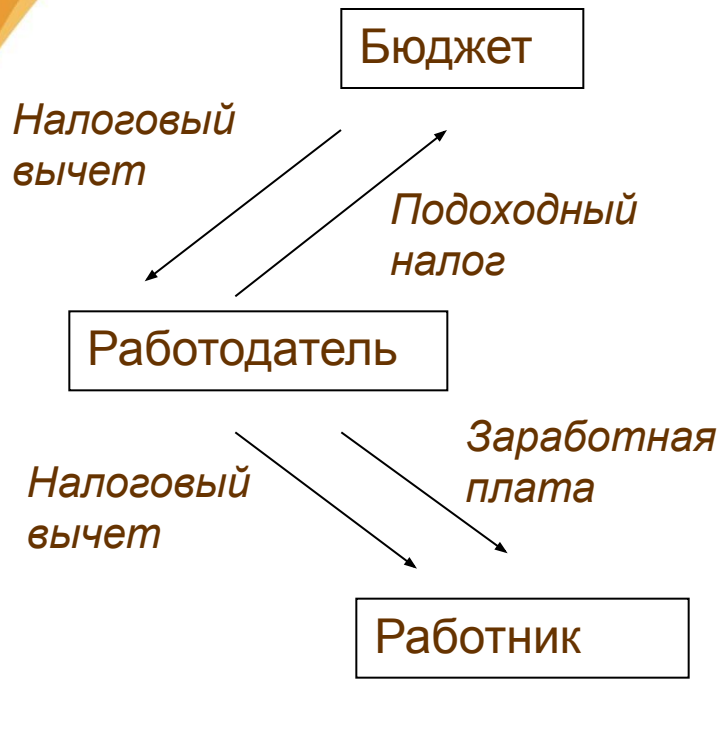 Бюджет
Налоговый
вычет
Подоходный
налог
Работодатель
Заработная
плата
Налоговый
вычет
Работник